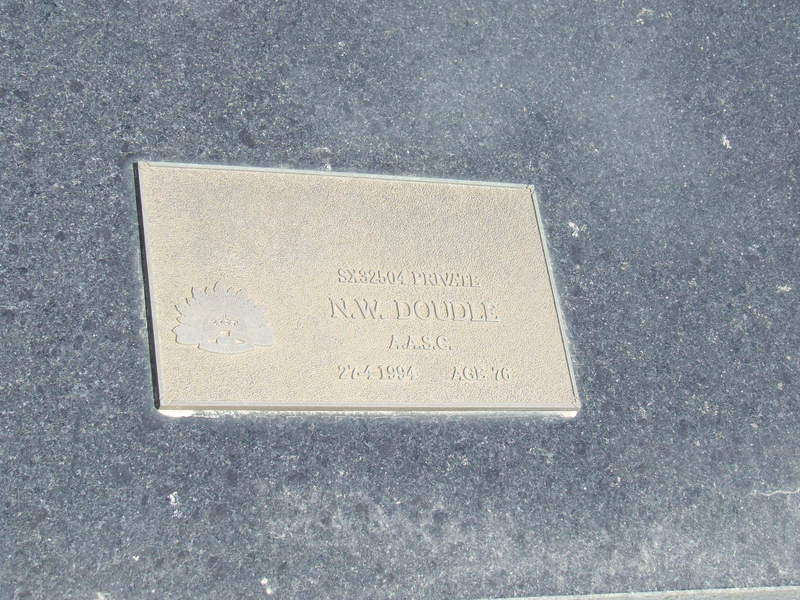 SX32504 PRIVATE
N.W. DOUDLE
A.A.S.C.
27-4-1994 AGE 76